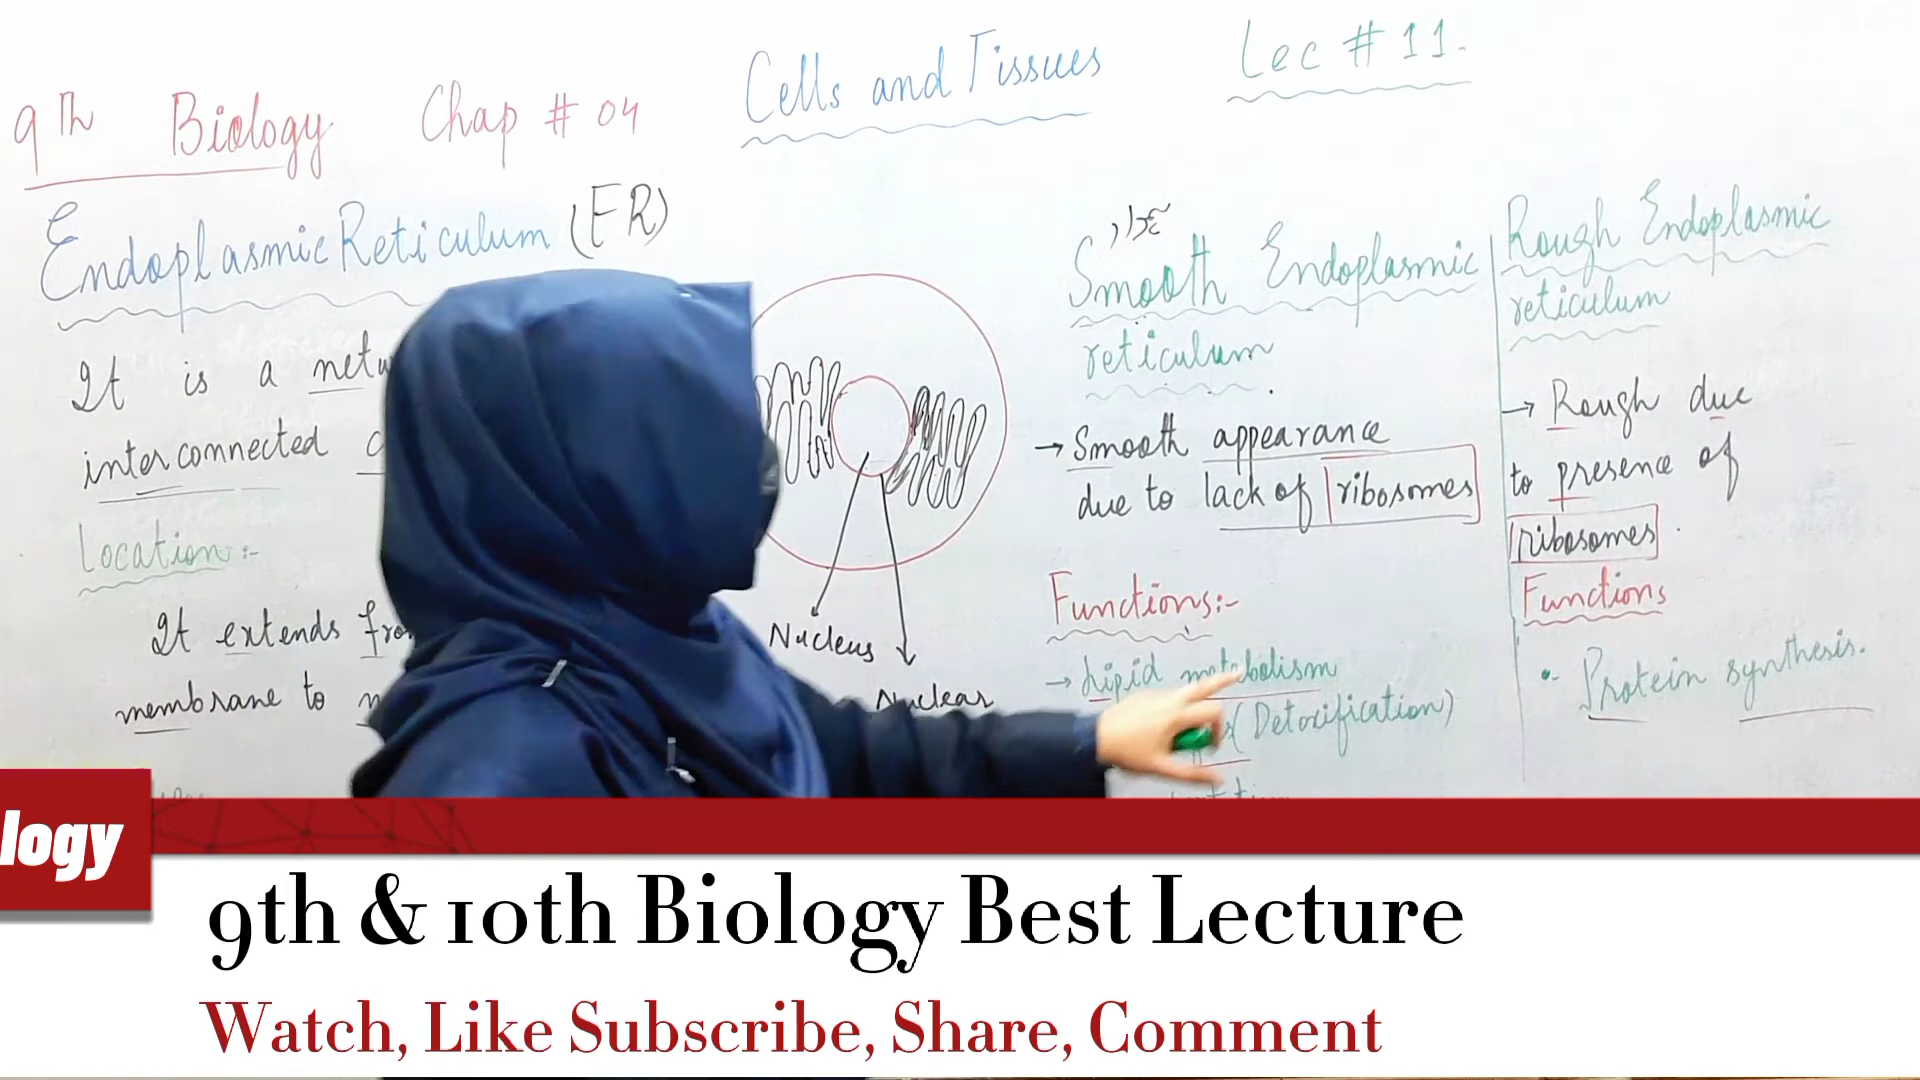 9Th Biology Chap # 04 Cells and Tissues Lec # 11.
Endoplasmic Reticulum (ER)
It is a
interconnected
Location:-
It extends
membrane to
Nucleus
Nuclear
Smooth Endoplasmic
reticulum
→ Smooth appearance
due to lack of ribosomes
Functions:-
→ Lipid metabolism
(Detoxification)
Rough Endoplasmic
reticulum
→ Rough due
to presence of
ribosomes.
Functions
• Protein synthesis.
logy
9th & 10th Biology Best Lecture
Watch, Like Subscribe, Share, Comment